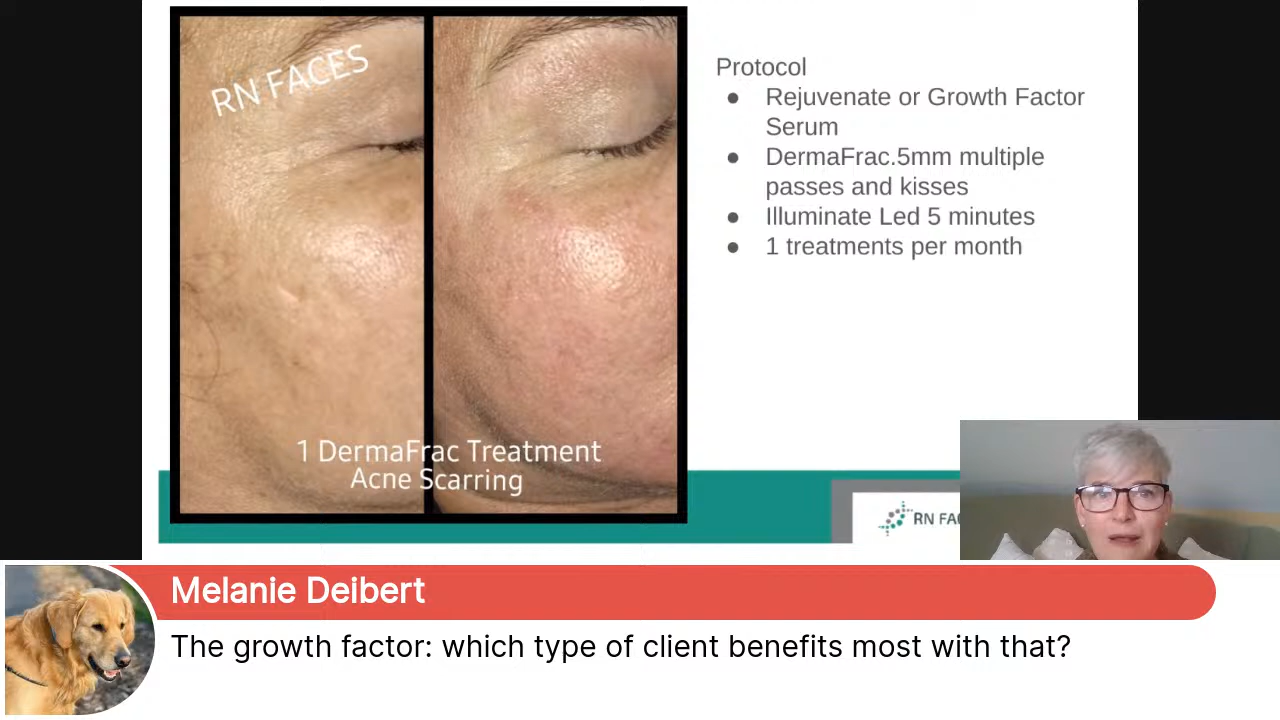 RN FACES
1 DermaFrac Treatment
Acne Scarring
Protocol
● Rejuvenate or Growth Factor
Serum
● DermaFrac.5mm multiple
passes and kisses
● Illuminate Led 5 minutes
● 1 treatments per month
RN FAC
Melanie Deibert
The growth factor: which type of client benefits most with that?